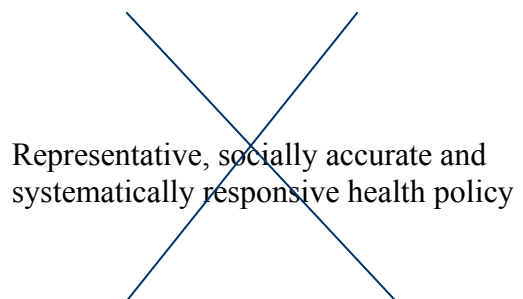 Representative, socially accurate and
systematically responsive health policy